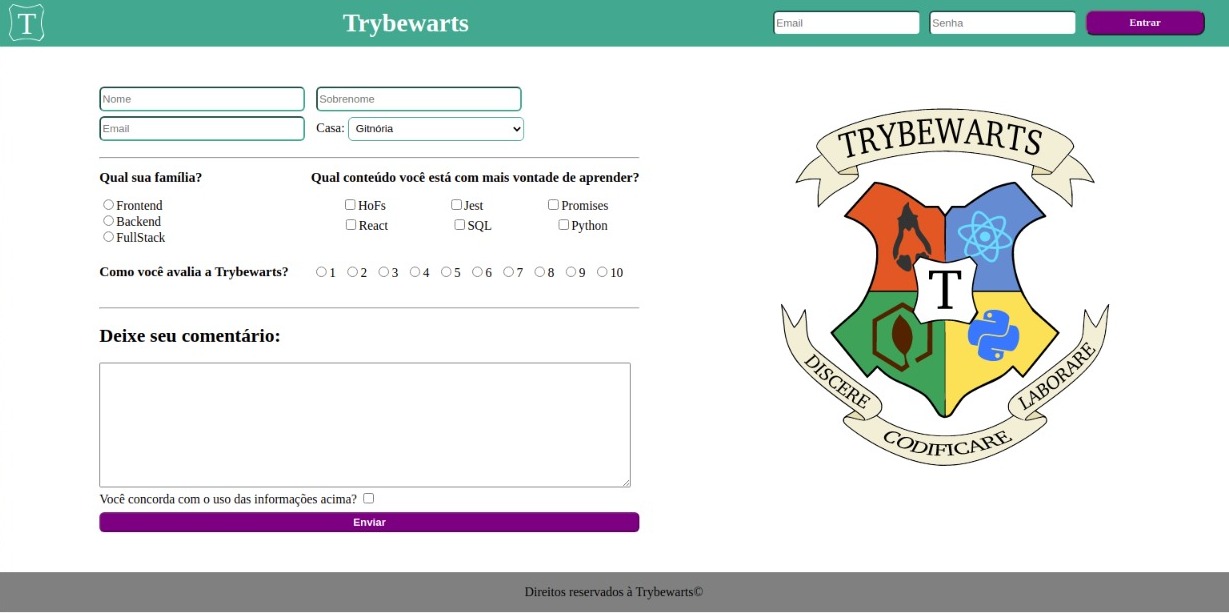 T Trybewarts Email Senha Entrar
Nome Sobrenome
Email Casa: Gitnória
Qual sua família? Qual conteúdo você está com mais vontade de aprender?
Frontend HoFs Jest Promises
Backend React SQL Python
FullStack
Como você avalia a Trybewarts? 1 2 3 4 5 6 7 8 9 10
Deixe seu comentário:
Você concorda com o uso das informações acima?
Enviar
TRYBEWARTS
T
DISCERE
CODIFICARE
LABORARE
Direitos reservados à Trybewarts©